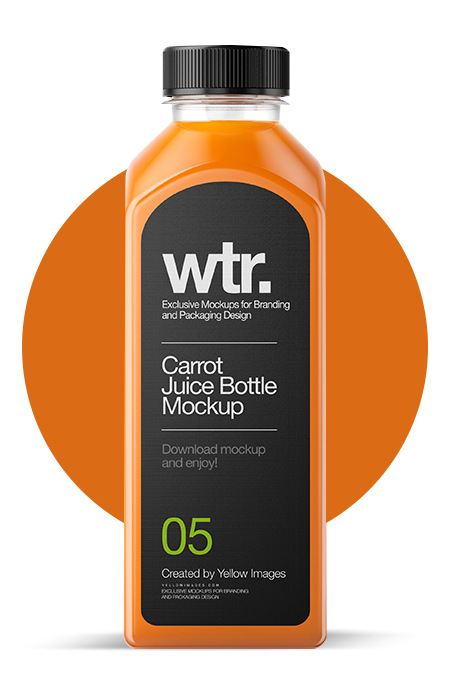 wtr.
Exclusive Mockups for Branding
and Packaging Design
Carrot
Juice Bottle
Mockup
Download mockup
and enjoy!
05
Created by Yellow Images
YELLOWIMAGES.COM
EXCLUSIVE MOCKUPS FOR BRANDING
AND PACKAGING DESIGN